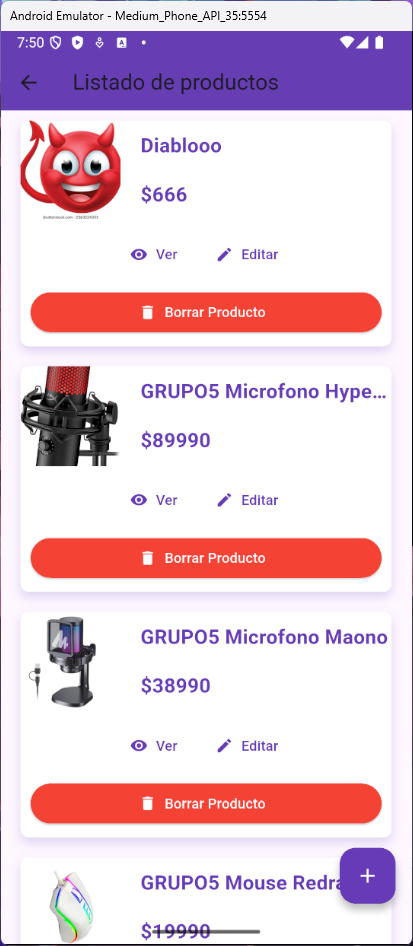 Android Emulator - Medium_Phone_API_35:5554
7:50
Listado de productos
Diablooo
$666
Ver Editar
Borrar Producto
GRUPO5 Microfono Hype...
$89990
Ver Editar
Borrar Producto
GRUPO5 Microfono Maono
$38990
Ver Editar
Borrar Producto
GRUPO5 Mouse Redra
$19990